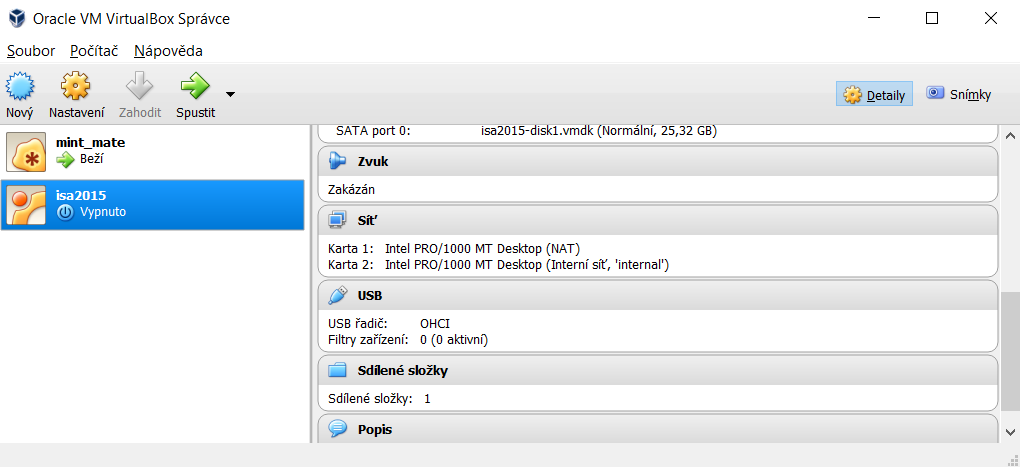 Oracle VM VirtualBox Správce
Soubor Počítač Nápověda
Nový Nastavení Zahodit Spustit Detaily Snímky
mint_mate
Beží
isa2015
Vypnuto
SATA port 0: isa2015-disk1.vmdk (Normální, 25,32 GB)
Zvuk
Zakázán
Síť
Karta 1: Intel PRO/1000 MT Desktop (NAT)
Karta 2: Intel PRO/1000 MT Desktop (Interní síť, 'internal')
USB
USB řadič: OHCI
Filtry zařízení: 0 (0 aktivní)
Sdílené složky
Sdílené složky: 1
Popis